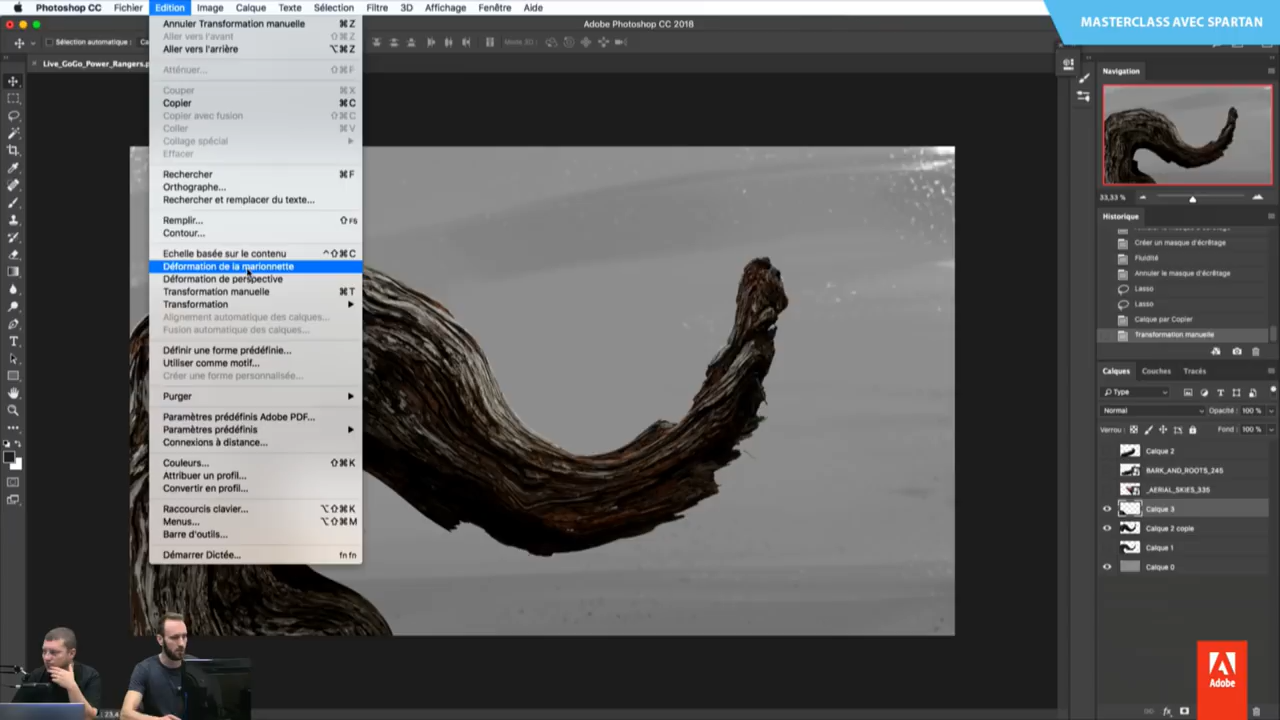 Photoshop CC Fichier Edition Image Calque Texte Sélection Filtre 3D Affichage Fenêtre Aide
MASTERCLASS AVEC SPARTAN
Adobe Photoshop CC 2018
Sélection automatique :
Mode 3D :
Live_GoGo_Power_Rangers.p
Annuler Transformation manuelle ⌘Z
Aller vers l'avant ⇧⌘Z
Aller vers l'arrière ⌥⌘Z
Atténuer... ⇧⌘F
Couper ⌘X
Copier ⌘C
Copier avec fusion ⇧⌘C
Coller ⌘V
Collage spécial
Effacer
Rechercher ⌘F
Orthographe...
Rechercher et remplacer du texte...
Remplir... ⇧F5
Contour...
Echelle basée sur le contenu ^⇧⌘C
Déformation de la marionnette
Déformation de perspective
Transformation manuelle ⌘T
Transformation
Alignement automatique des calques...
Fusion automatique des calques...
Définir une forme prédéfinie...
Utiliser comme motif...
Créer une forme personnalisée...
Purger
Paramètres prédéfinis Adobe PDF...
Paramètres prédéfinis
Connexions à distance...
Couleurs... ⇧⌘K
Attribuer un profil...
Convertir en profil...
Raccourcis clavier... ⌥⇧⌘K
Menus... ⌥⇧⌘M
Barre d'outils...
Démarrer Dictée... fn fn
Navigation
33,33 %
Historique
Créer un masque d'écrêtage
Fluidité
Annuler le masque d'écrêtage
Lasso
Lasso
Calque par Copier
Transformation manuelle
Calques Couches Tracés
Type
Normal Opacité : 100 %
Verrou : Fond : 100 %
Calque 2
BARK_AND_ROOTS_245
_AERIAL_SKIES_335
Calque 3
Calque 2 copie
Calque 1
Calque 0
fx
Adobe